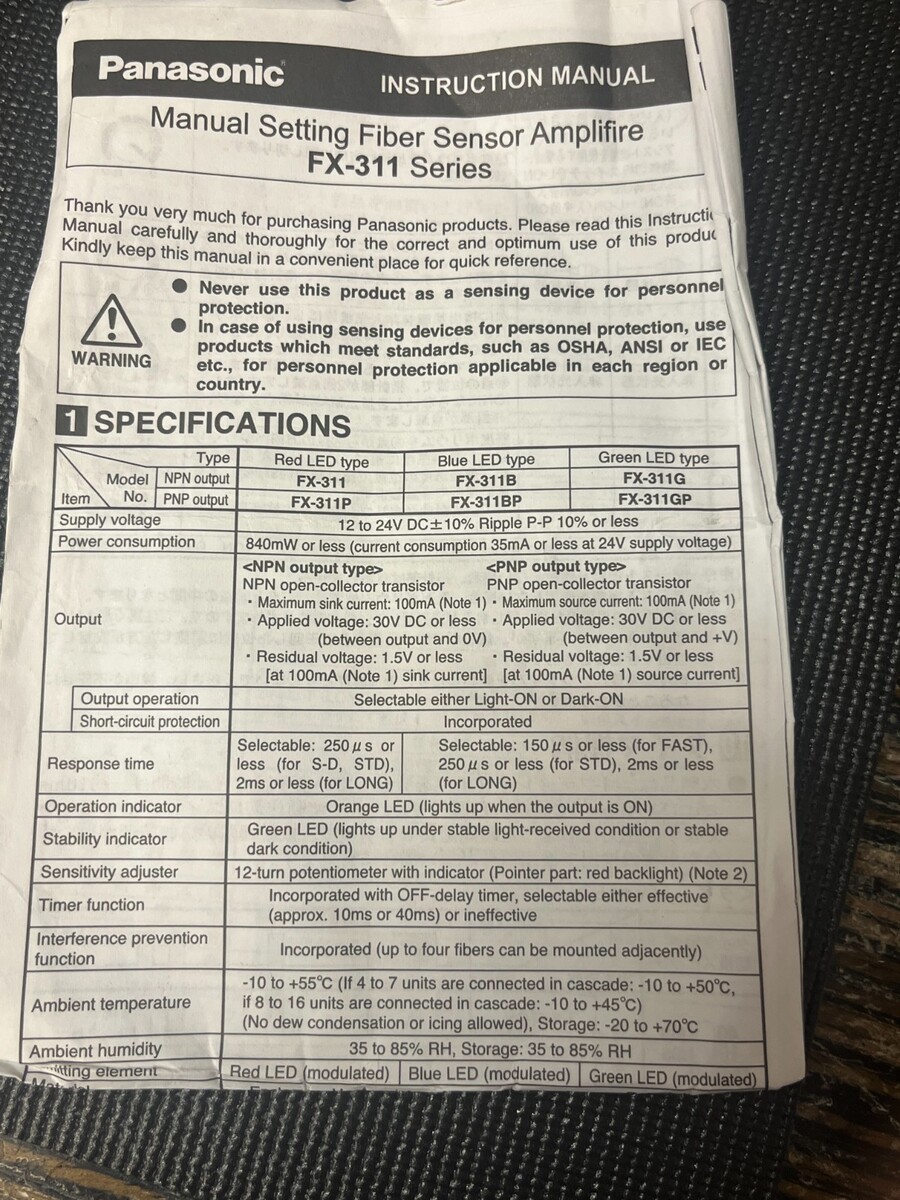 Panasonic
INSTRUCTION MANUAL
Manual Setting Fiber Sensor Amplifire
FX-311 Series
Thank you very much for purchasing Panasonic products. Please read this Instructi
Manual carefully and thoroughly for the correct and optimum use of this produc
Kindly keep this manual in a convenient place for quick reference.
WARNING
● Never use this product as a sensing device for personnel
protection.
● In case of using sensing devices for personnel protection, use
products which meet standards, such as OSHA, ANSI or IEC
etc., for personnel protection applicable in each region or
country.
1 SPECIFICATIONS
Type Red LED type Blue LED type Green LED type
Model NPN output FX-311 FX-311B FX-311G
Item No. PNP output FX-311P FX-311BP FX-311GP
Supply voltage 12 to 24V DC±10% Ripple P-P 10% or less
Power consumption 840mW or less (current consumption 35mA or less at 24V supply voltage)
Output
<NPN output type>
NPN open-collector transistor
・Maximum sink current: 100mA (Note 1)
・Applied voltage: 30V DC or less
(between output and 0V)
・Residual voltage: 1.5V or less
[at 100mA (Note 1) sink current]
<PNP output type>
PNP open-collector transistor
・Maximum source current: 100mA (Note 1)
・Applied voltage: 30V DC or less
(between output and +V)
・Residual voltage: 1.5V or less
[at 100mA (Note 1) source current]
Output operation Selectable either Light-ON or Dark-ON
Short-circuit protection Incorporated
Response time
Selectable: 250μs or
less (for S-D, STD),
2ms or less (for LONG)
Selectable: 150μs or less (for FAST),
250μs or less (for STD), 2ms or less
(for LONG)
Operation indicator Orange LED (lights up when the output is ON)
Stability indicator
Green LED (lights up under stable light-received condition or stable
dark condition)
Sensitivity adjuster 12-turn potentiometer with indicator (Pointer part: red backlight) (Note 2)
Timer function
Incorporated with OFF-delay timer, selectable either effective
(approx. 10ms or 40ms) or ineffective
Interference prevention
function
Incorporated (up to four fibers can be mounted adjacently)
Ambient temperature
-10 to +55℃ (If 4 to 7 units are connected in cascade: -10 to +50℃,
if 8 to 16 units are connected in cascade: -10 to +45℃)
(No dew condensation or icing allowed), Storage: -20 to +70℃
Ambient humidity 35 to 85% RH, Storage: 35 to 85% RH
itting element Red LED (modulated) Blue LED (modulated) Green LED (modulated)